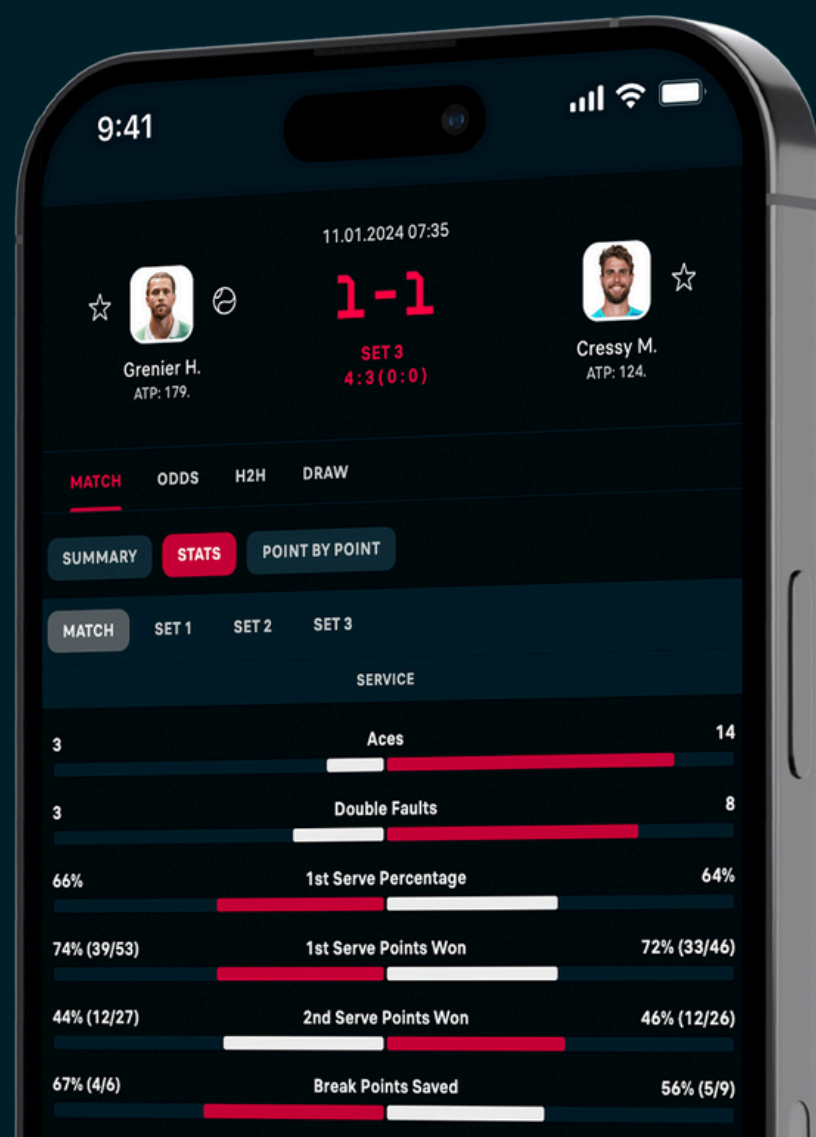 9:41
11.01.2024 07:35
1-1
SET 3
4:3(0:0)
Grenier H.
ATP: 179.
Cressy M.
ATP: 124.
MATCH ODDS H2H DRAW
SUMMARY STATS POINT BY POINT
MATCH SET 1 SET 2 SET 3
SERVICE
3 Aces 14
3 Double Faults 8
66% 1st Serve Percentage 64%
74% (39/53) 1st Serve Points Won 72% (33/46)
44% (12/27) 2nd Serve Points Won 46% (12/26)
67% (4/6) Break Points Saved 56% (5/9)